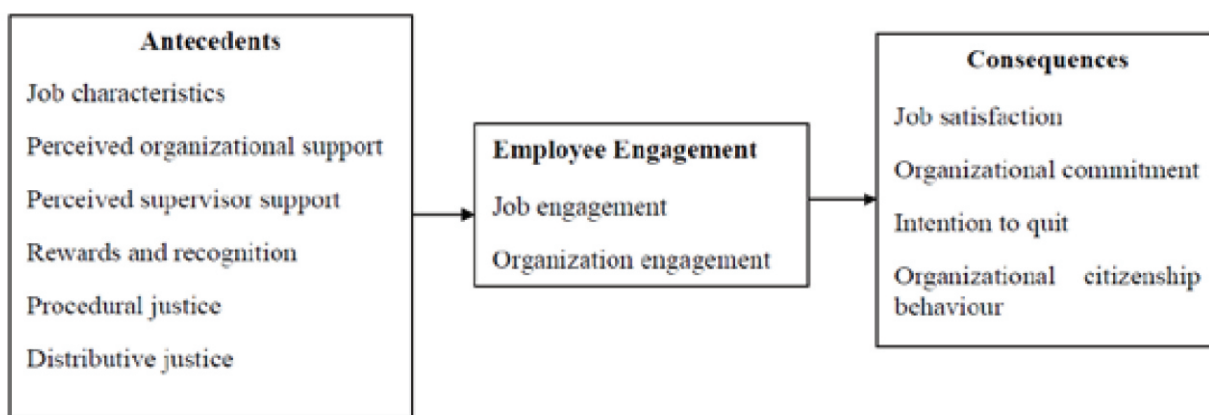 Antecedents
Job characteristics
Perceived organizational support
Perceived supervisor support
Rewards and recognition
Procedural justice
Distributive justice
Employee Engagement
Job engagement
Organization engagement
Consequences
Job satisfaction
Organizational commitment
Intention to quit
Organizational citizenship
behaviour